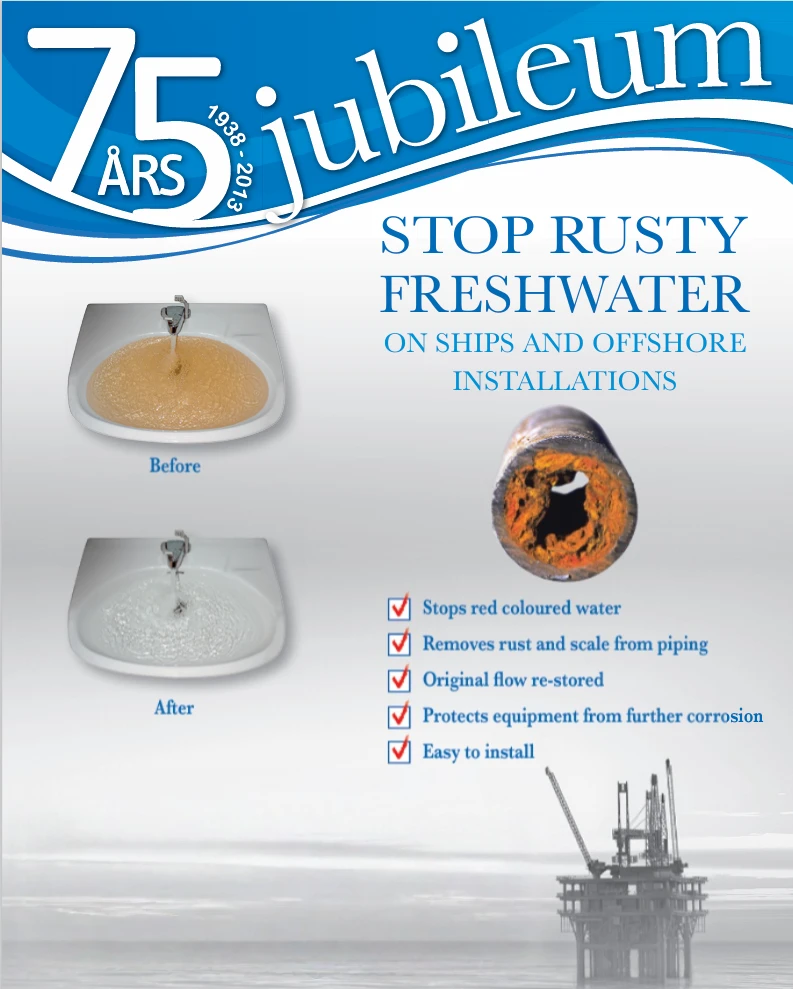 75
ÅRS
1938 - 2013
jubileum
STOP RUSTY
FRESHWATER
ON SHIPS AND OFFSHORE
INSTALLATIONS
Before
After
Stops red coloured water
Removes rust and scale from piping
Original flow re-stored
Protects equipment from further corrosion
Easy to install